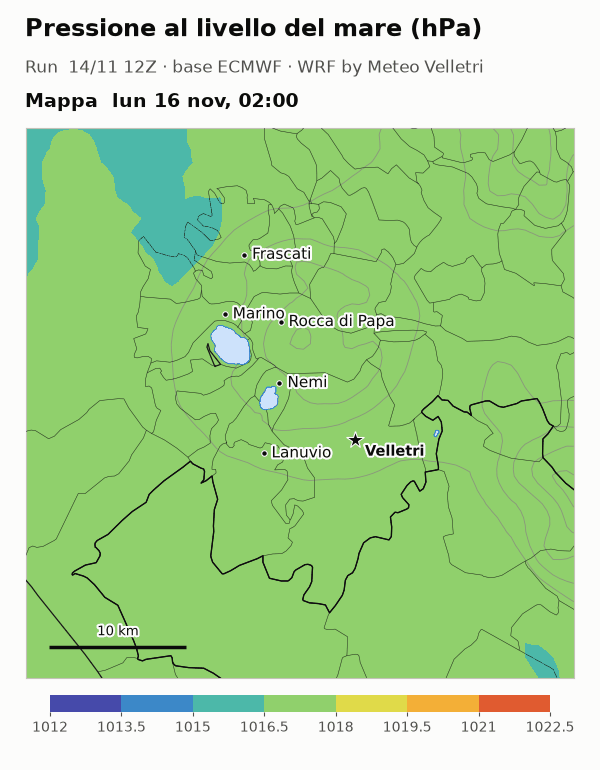 Pressione al livello del mare (hPa)
Run  14/11 12Z · base ECMWF · WRF by Meteo Velletri
Mappa  lun 16 nov, 02:00
Frascati
Marino
Rocca di Papa
Nemi
Velletri
Lanuvio
10 km
1012 1013.5 1015 1016.5 1018 1019.5 1021 1022.5